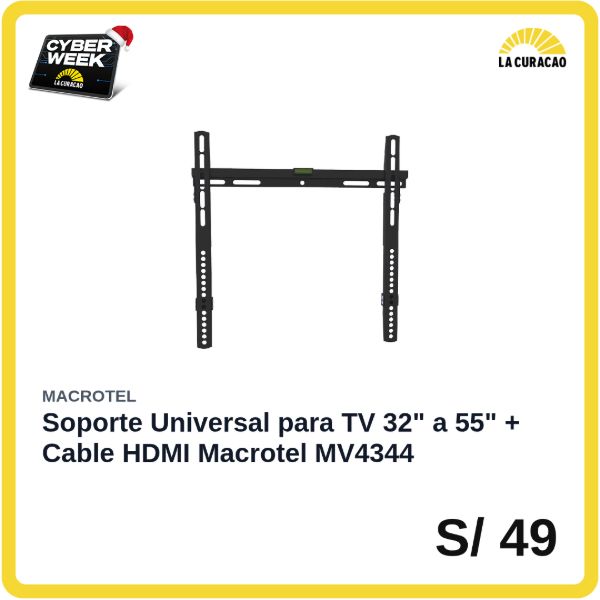 CYBER
WEEK
LA CURACAO
LA CURACAO
MACROTEL
Soporte Universal para TV 32" a 55" +
Cable HDMI Macrotel MV4344
S/ 49